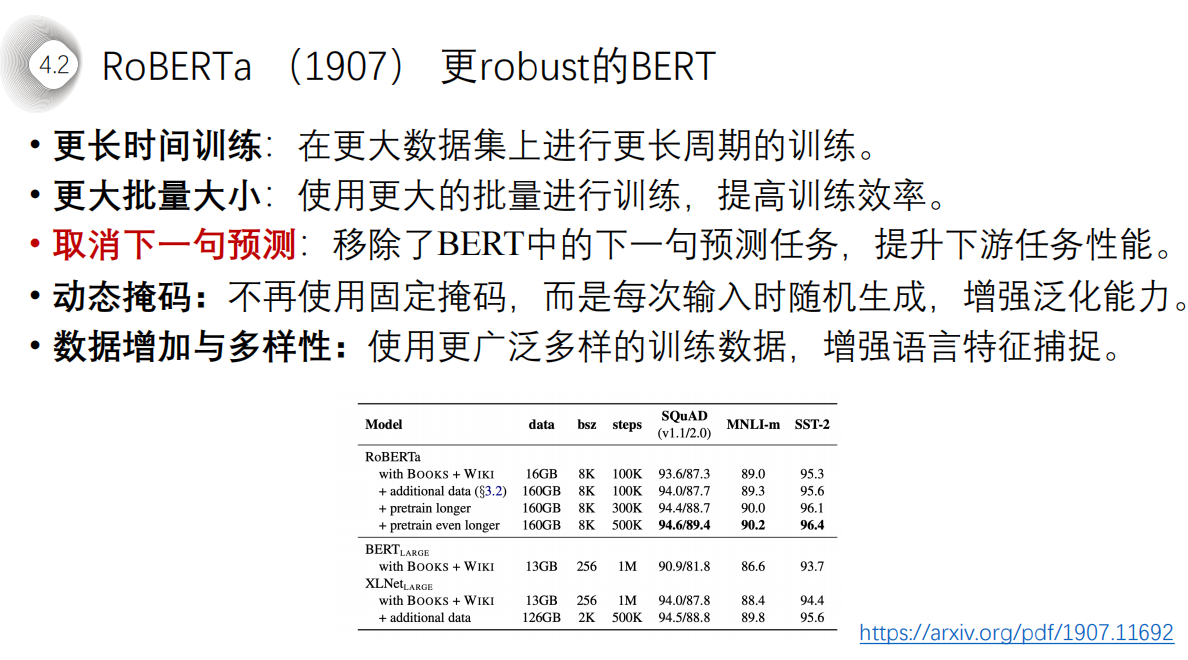 4.2
RoBERTa （1907） 更robust的BERT
• 更长时间训练：在更大数据集上进行更长周期的训练。
• 更大批量大小：使用更大的批量进行训练，提高训练效率。
• 取消下一句预测：移除了BERT中的下一句预测任务，提升下游任务性能。
• 动态掩码：不再使用固定掩码，而是每次输入时随机生成，增强泛化能力。
• 数据增加与多样性：使用更广泛多样的训练数据，增强语言特征捕捉。
Model data bsz steps SQuAD (v1.1/2.0) MNLI-m SST-2
RoBERTa
with BOOKS + WIKI 16GB 8K 100K 93.6/87.3 89.0 95.3
+ additional data (§3.2) 160GB 8K 100K 94.0/87.7 89.3 95.6
+ pretrain longer 160GB 8K 300K 94.4/88.7 90.0 96.1
+ pretrain even longer 160GB 8K 500K 94.6/89.4 90.2 96.4
BERTLARGE
with BOOKS + WIKI 13GB 256 1M 90.9/81.8 86.6 93.7
XLNetLARGE
with BOOKS + WIKI 13GB 256 1M 94.0/87.8 88.4 94.4
+ additional data 126GB 2K 500K 94.5/88.8 89.8 95.6
https://arxiv.org/pdf/1907.11692